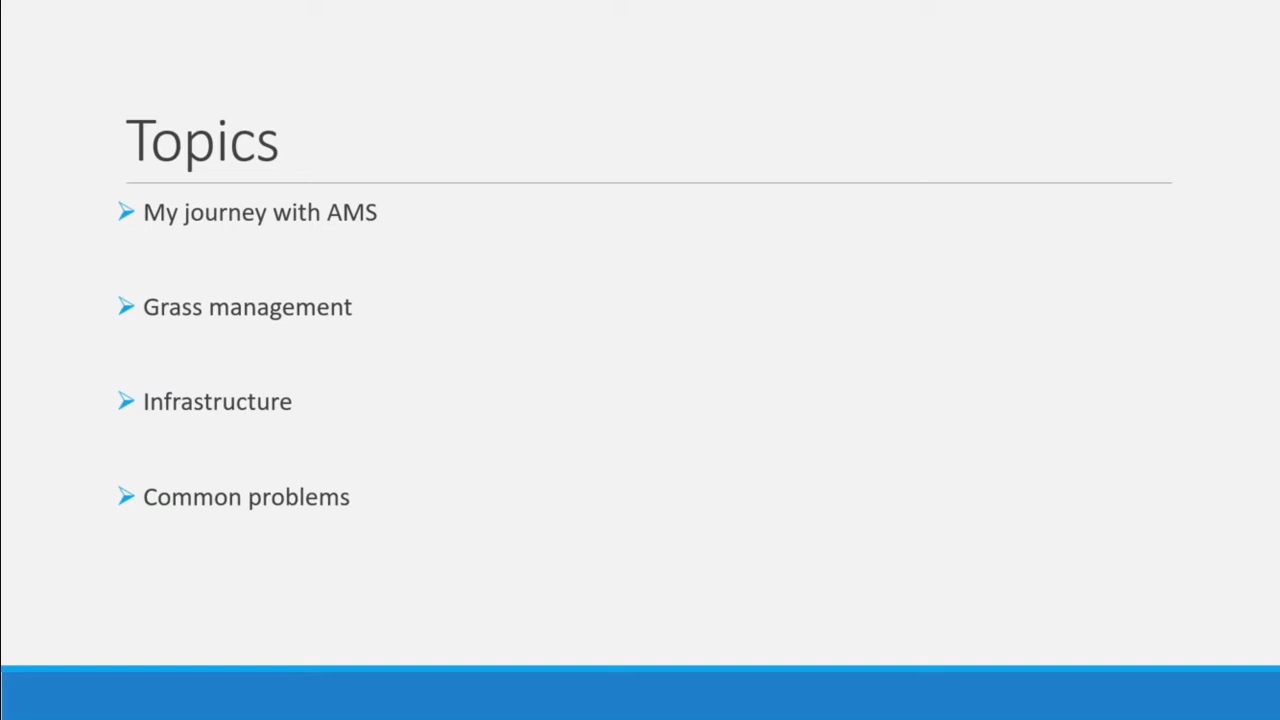 Topics
My journey with AMS
Grass management
Infrastructure
Common problems